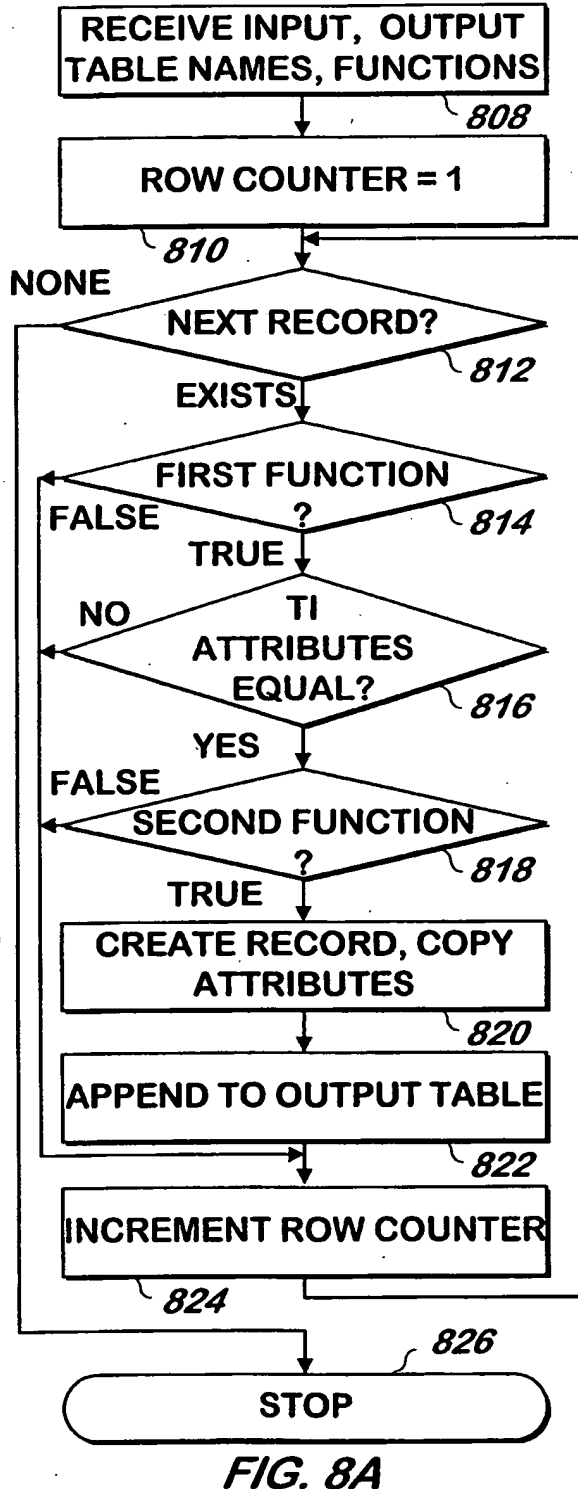 RECEIVE INPUT, OUTPUT
TABLE NAMES, FUNCTIONS
808
ROW COUNTER = 1
810
NONE
NEXT RECORD?
812
EXISTS
FIRST FUNCTION
?
814
FALSE
TRUE
NO
TI
ATTRIBUTES
EQUAL?
816
YES
FALSE
SECOND FUNCTION
?
818
TRUE
CREATE RECORD, COPY
ATTRIBUTES
820
APPEND TO OUTPUT TABLE
822
INCREMENT ROW COUNTER
824
826
STOP
FIG. 8A